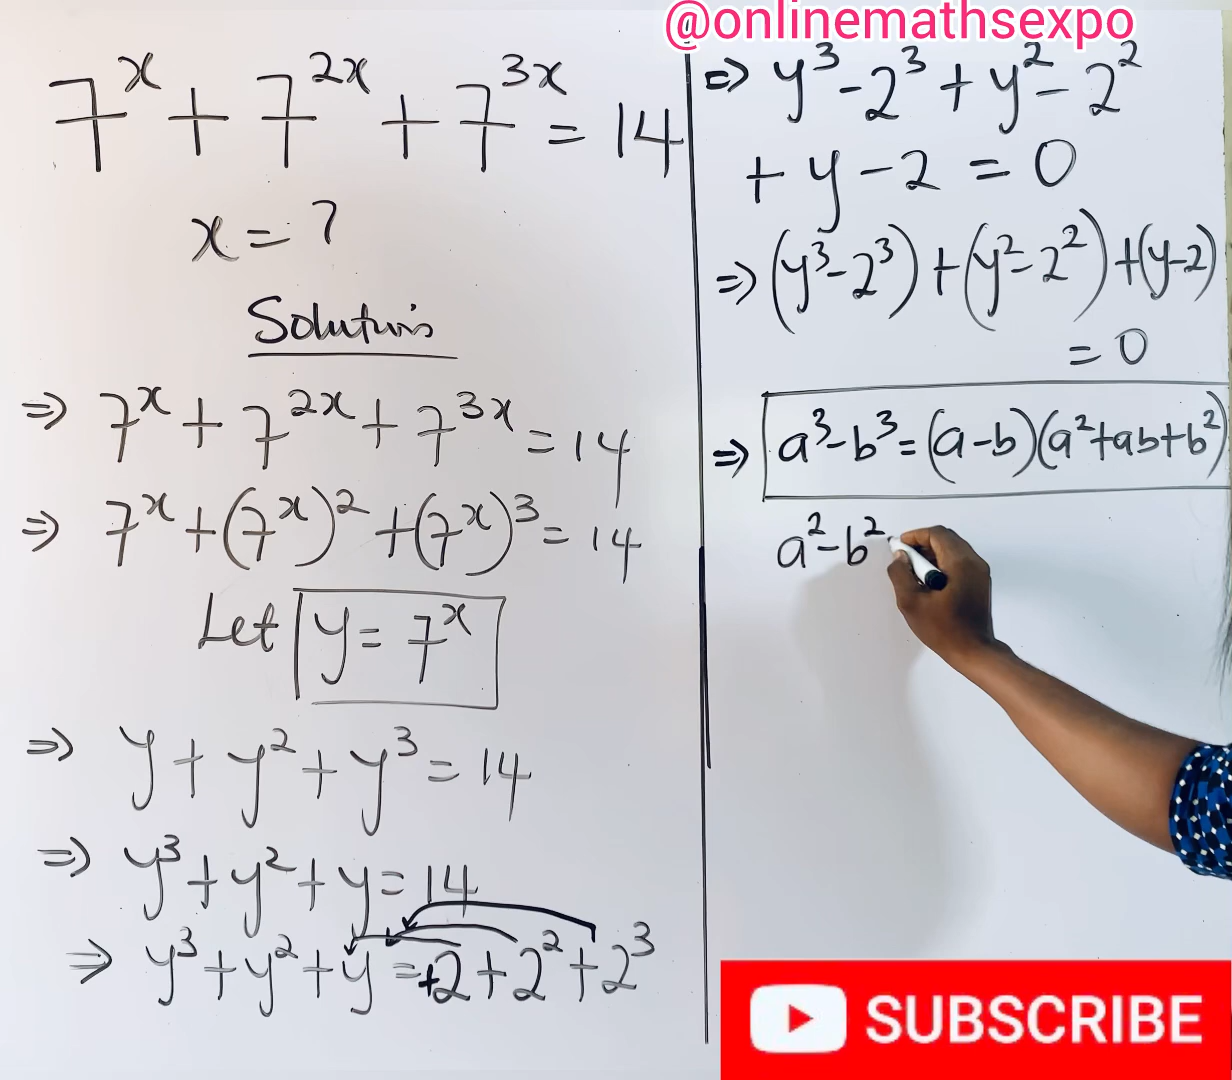 @onlinemathsexpo
7^x + 7^{2x} + 7^{3x} = 14
x = ?
Solution's
⇒ 7^x + 7^{2x} + 7^{3x} = 14
⇒ 7^x + (7^x)^2 + (7^x)^3 = 14
Let y = 7^x
⇒ y + y^2 + y^3 = 14
⇒ y^3 + y^2 + y = 14
⇒ y^3 + y^2 + y = +2 + 2^2 + 2^3
⇒ y^3 - 2^3 + y^2 - 2^2
+ y - 2 = 0
⇒ (y^3 - 2^3) + (y^2 - 2^2) + (y - 2)
= 0
⇒ a^3 - b^3 = (a - b)(a^2 + ab + b^2)
a^2 - b^2
SUBSCRIBE